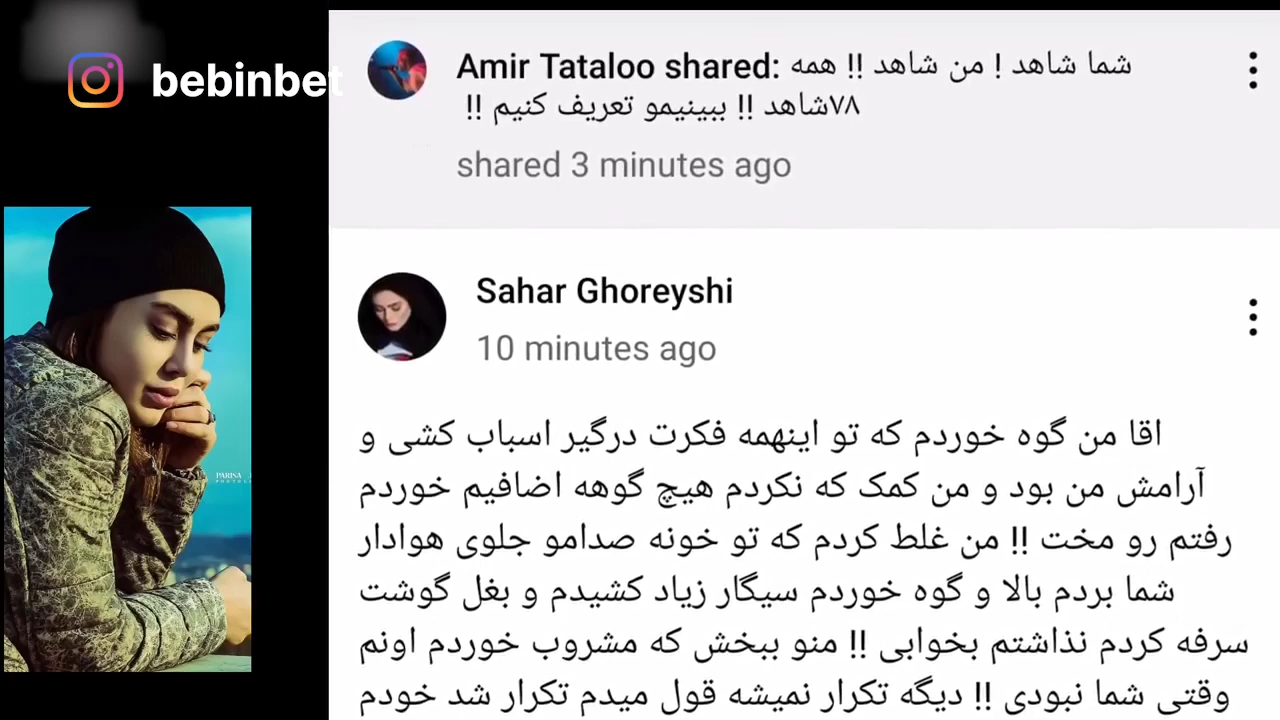 bebinbet
Amir Tataloo shared: شما شاهد ! من شاهد !! همه
۷۸شاهد !! ببینیمو تعریف کنیم !!
shared 3 minutes ago
Sahar Ghoreyshi
10 minutes ago
اقا من گوه خوردم که تو اینهمه فکرت درگیر اسباب کشی و
آرامش من بود و من کمک که نکردم هیچ گوهه اضافیم خوردم
رفتم رو مخت !! من غلط کردم که تو خونه صدامو جلوی هوادار
شما بردم بالا و گوه خوردم سیگار زیاد کشیدم و بغل گوشت
سرفه کردم نذاشتم بخوابی !! منو ببخش که مشروب خوردم اونم
وقتی شما نبودی !! دیگه تکرار نمیشه قول میدم تکرار شد خودم
PARISA